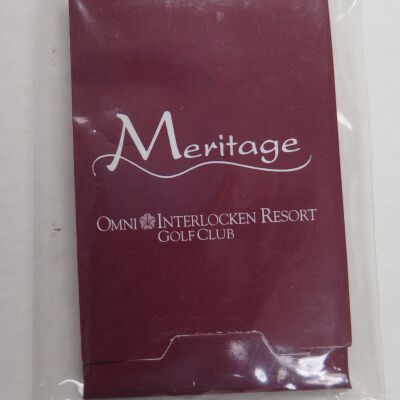 Meritage
OMNI INTERLOCKEN RESORT
GOLF CLUB